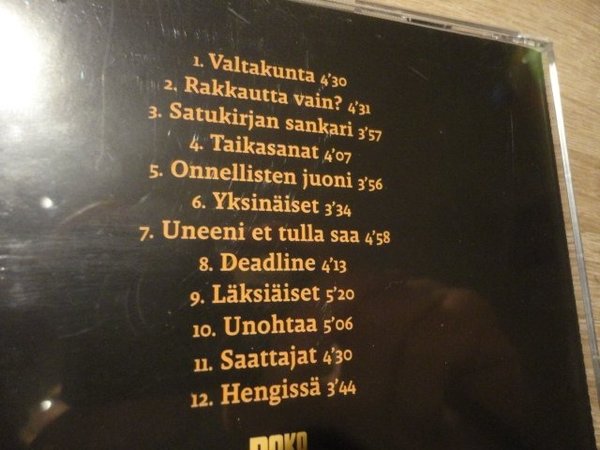 1. Valtakunta 4'30
2. Rakkautta vain? 4'31
3. Satukirjan sankari 3'57
4. Taikasanat 4'07
5. Onnellisten juoni 3'56
6. Yksinäiset 3'34
7. Uneeni et tulla saa 4'58
8. Deadline 4'13
9. Läksiäiset 5'20
10. Unohtaa 5'06
11. Saattajat 4'30
12. Hengissä 3'44